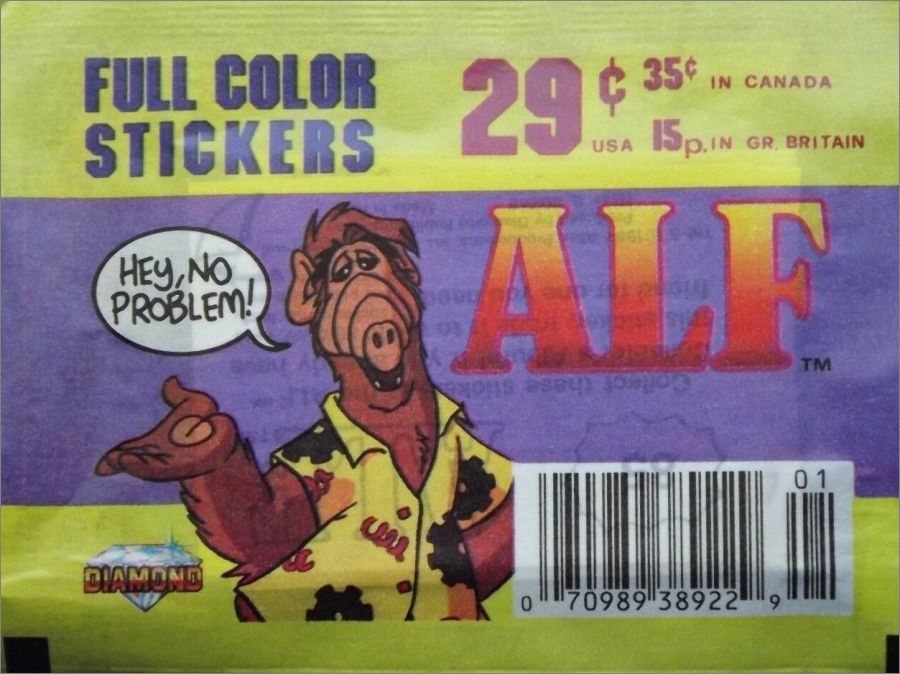 FULL COLOR
STICKERS
29¢ 35¢ IN CANADA
USA 15p. IN GR. BRITAIN
ALF
TM
HEY, NO
PROBLEM!
DIAMOND
01
0 70989 38922 9